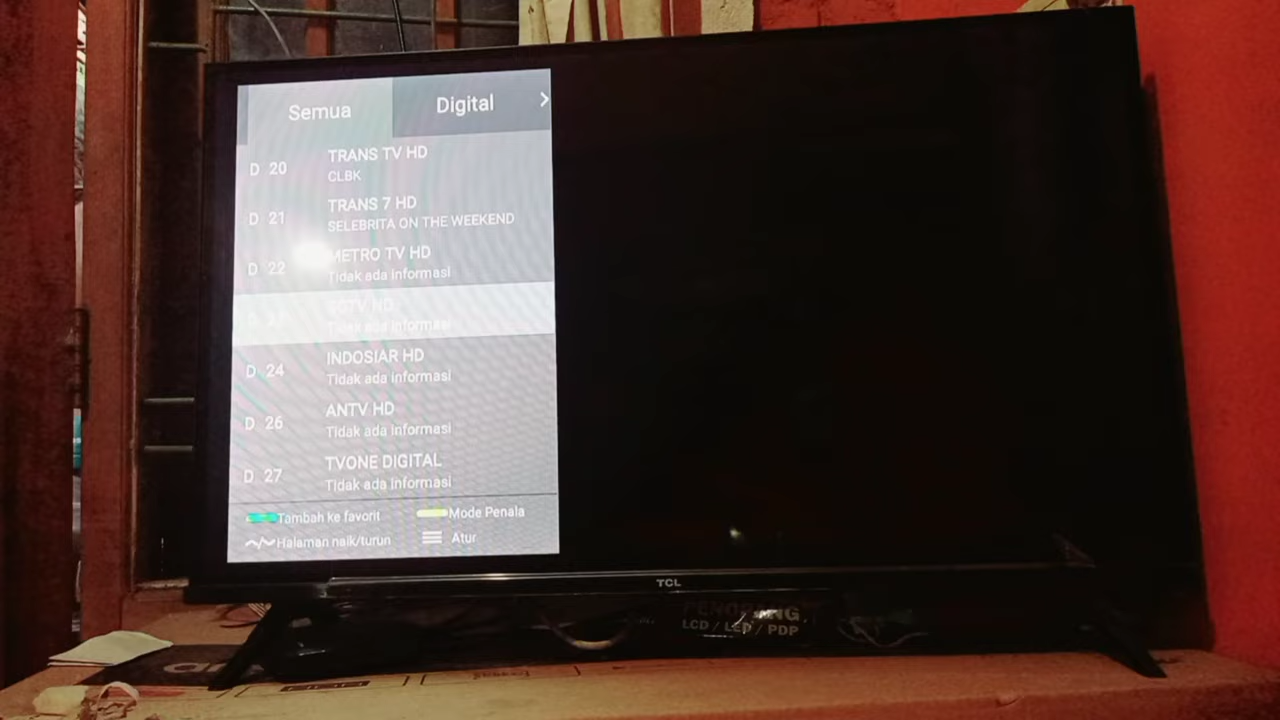 Semua
Digital
D 20
TRANS TV HD
CLBK
D 21
TRANS 7 HD
SELEBRITA ON THE WEEKEND
D 22
METRO TV HD
Tidak ada informasi
HD
Tidak ada informasi
D 24
INDOSIAR HD
Tidak ada informasi
D 26
ANTV HD
Tidak ada informasi
D 27
TVONE DIGITAL
Tidak ada informasi
Tambah ke favorit
Mode Penala
Halaman naik/turun
Atur
TCL
LCD / LED / PDP